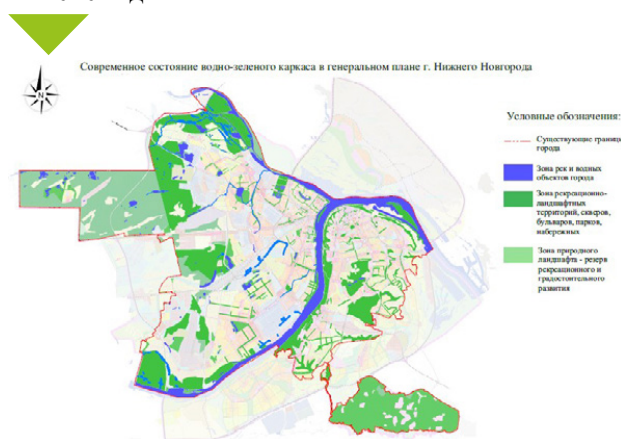 Современное состояние водно-зеленого каркаса в генеральном плане г. Нижнего Новгорода
Условные обозначения:
Существующие границы
города
Зона рек и водных
объектов города
Зона рекреационно-
ландшафтных
территорий, скверов,
бульваров, парков,
набережных
Зона природного
ландшафта - резерв
рекреационного и
градостоительного
развития